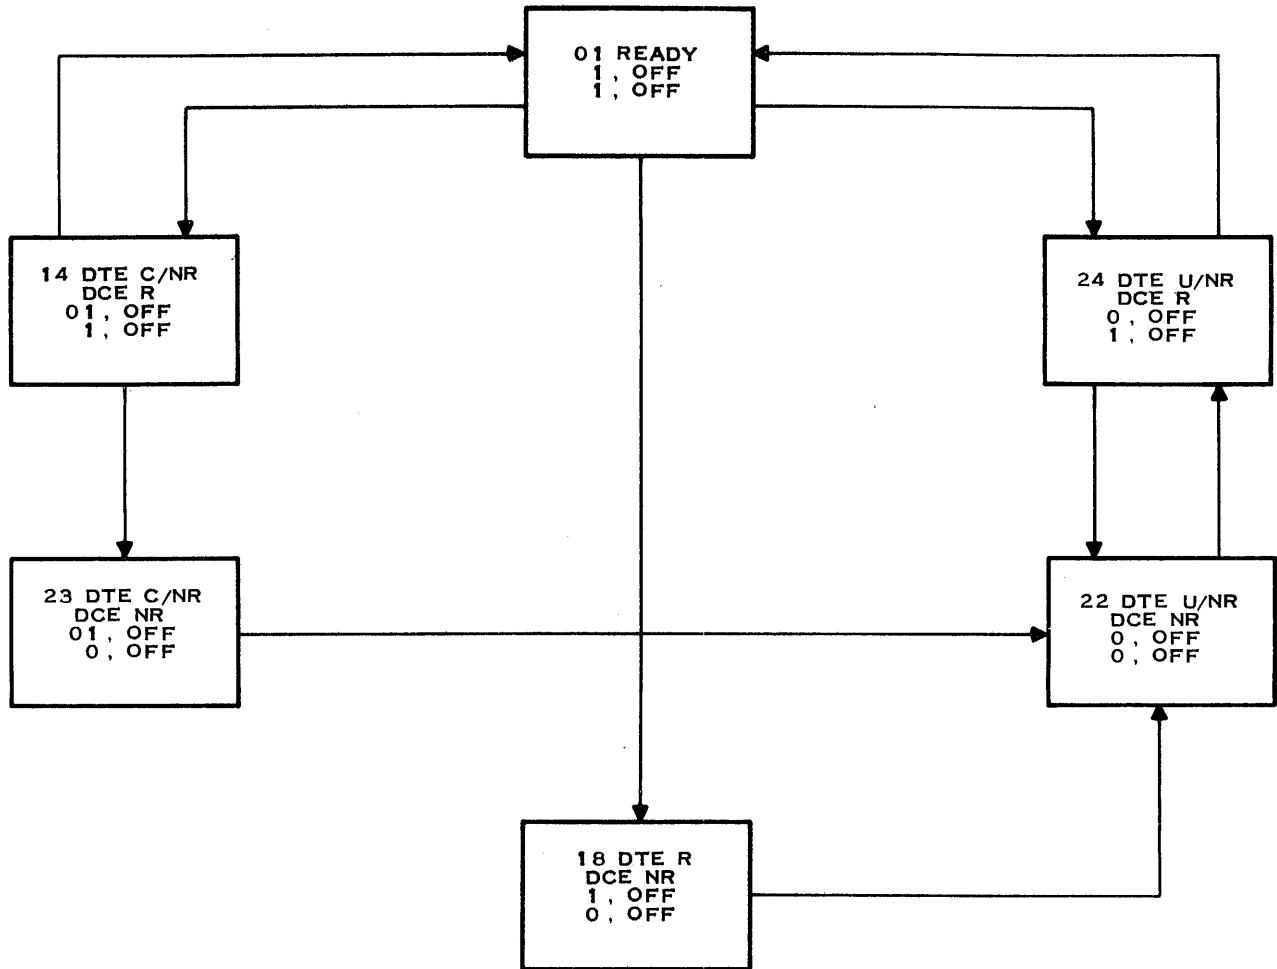 01 READY
1, OFF
1, OFF
14 DTE C/NR
DCE R
01, OFF
1, OFF
24 DTE U/NR
DCE R
0, OFF
1, OFF
23 DTE C/NR
DCE NR
01, OFF
0, OFF
22 DTE U/NR
DCE NR
0, OFF
0, OFF
18 DTE R
DCE NR
1, OFF
0, OFF